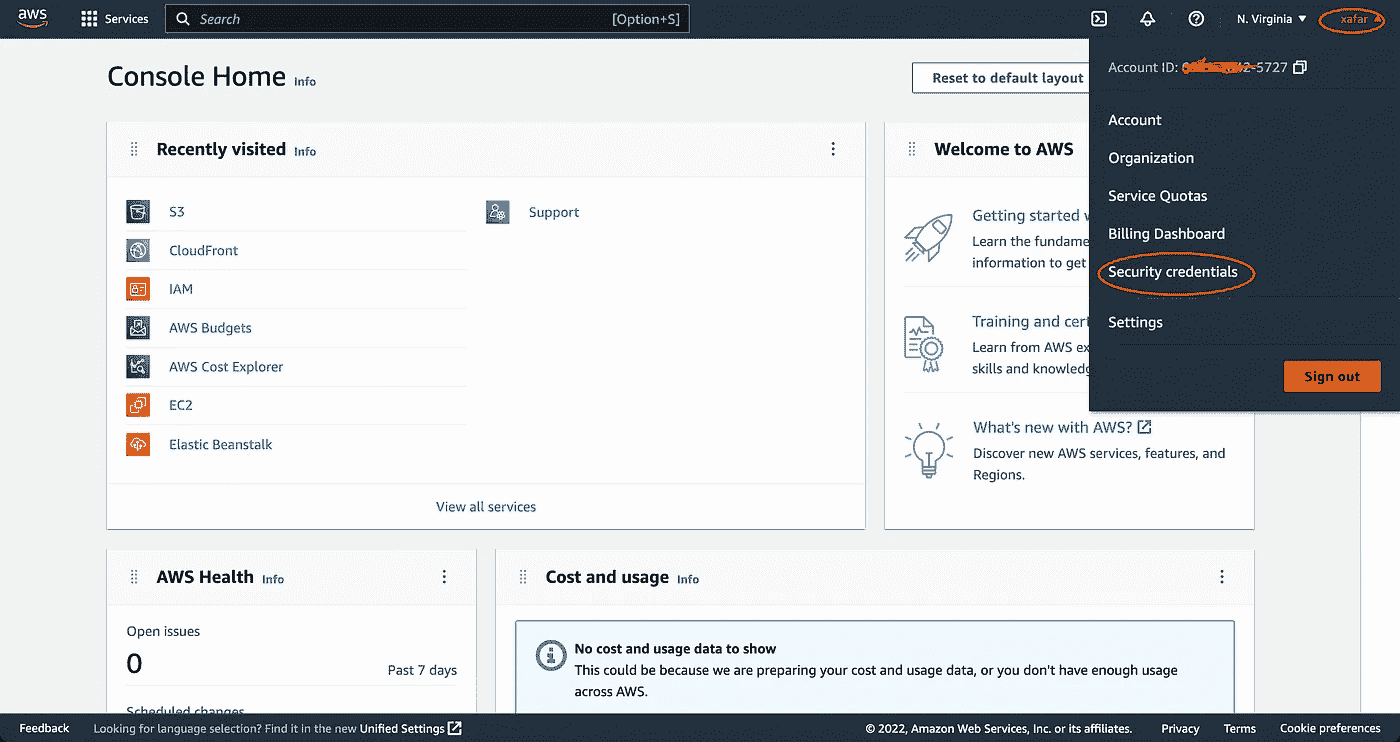 aws
Services
Search
[Option+S]
N. Virginia
xafar
Account ID: 2-5727
Account
Organization
Service Quotas
Billing Dashboard
Security credentials
Settings
Sign out
Console Home Info
Reset to default layout
Recently visited Info
S3
CloudFront
IAM
AWS Budgets
AWS Cost Explorer
EC2
Elastic Beanstalk
Support
View all services
Welcome to AWS
Getting started
Learn the fundame
information to get
Training and cert
Learn from AWS ex
skills and knowledg
What's new with AWS?
Discover new AWS services, features, and
Regions.
AWS Health Info
Open issues
0
Past 7 days
Scheduled changes
Cost and usage Info
No cost and usage data to show
This could be because we are preparing your cost and usage data, or you don't have enough usage
across AWS.
Feedback
Looking for language selection? Find it in the new Unified Settings
© 2022, Amazon Web Services, Inc. or its affiliates.
Privacy
Terms
Cookie preferences